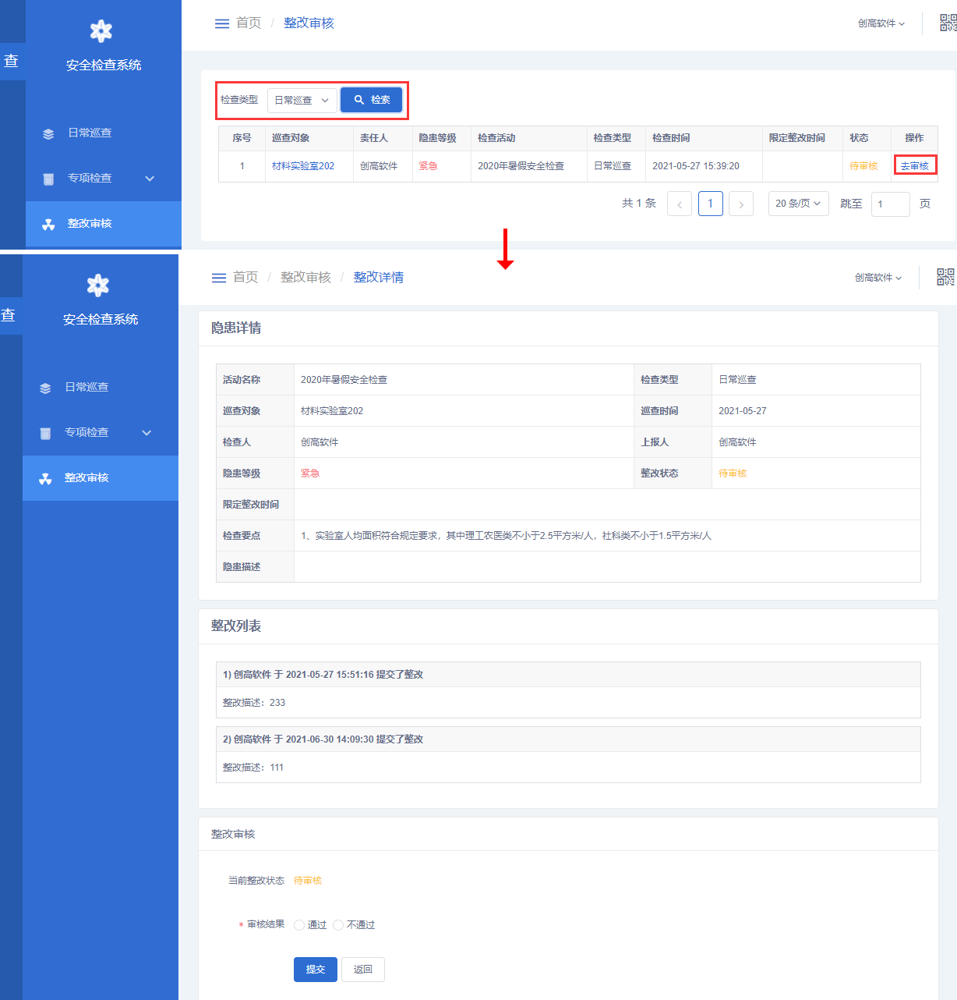 查
安全检查系统
日常巡查
专项检查
整改审核
首页 / 整改审核
创高软件
检查类型 日常巡查 检索
序号 巡查对象 责任人 隐患等级 检查活动 检查类型 检查时间 限定整改时间 状态 操作
1 材料实验室202 创高软件 紧急 2020年暑假安全检查 日常巡查 2021-05-27 15:39:20 待审核 去审核
共 1 条 < 1 > 20 条/页 跳至 1 页
查
安全检查系统
日常巡查
专项检查
整改审核
首页 / 整改审核 / 整改详情
创高软件
隐患详情
活动名称 2020年暑假安全检查 检查类型 日常巡查
巡查对象 材料实验室202 巡查时间 2021-05-27
检查人 创高软件 上报人 创高软件
隐患等级 紧急 整改状态 待审核
限定整改时间
检查要点 1、实验室人均面积符合规定要求，其中理工农医类不小于2.5平方米/人，社科类不小于1.5平方米/人
隐患描述
整改列表
1) 创高软件 于 2021-05-27 15:51:16 提交了整改
整改描述：233
2) 创高软件 于 2021-06-30 14:09:30 提交了整改
整改描述：111
整改审核
当前整改状态 待审核
* 审核结果 通过 不通过
提交 返回